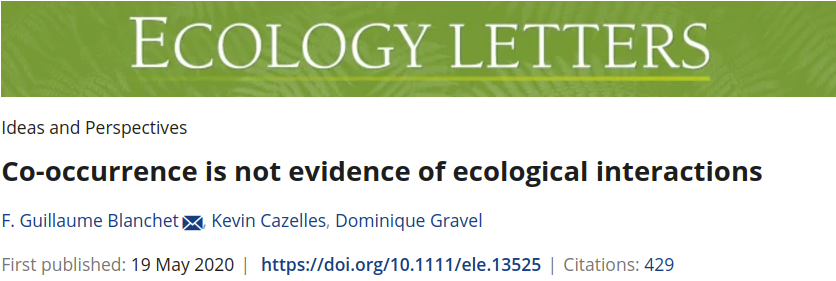 ECOLOGY LETTERS
Ideas and Perspectives
Co-occurrence is not evidence of ecological interactions
F. Guillaume Blanchet, Kevin Cazelles, Dominique Gravel
First published: 19 May 2020 | https://doi.org/10.1111/ele.13525 | Citations: 429